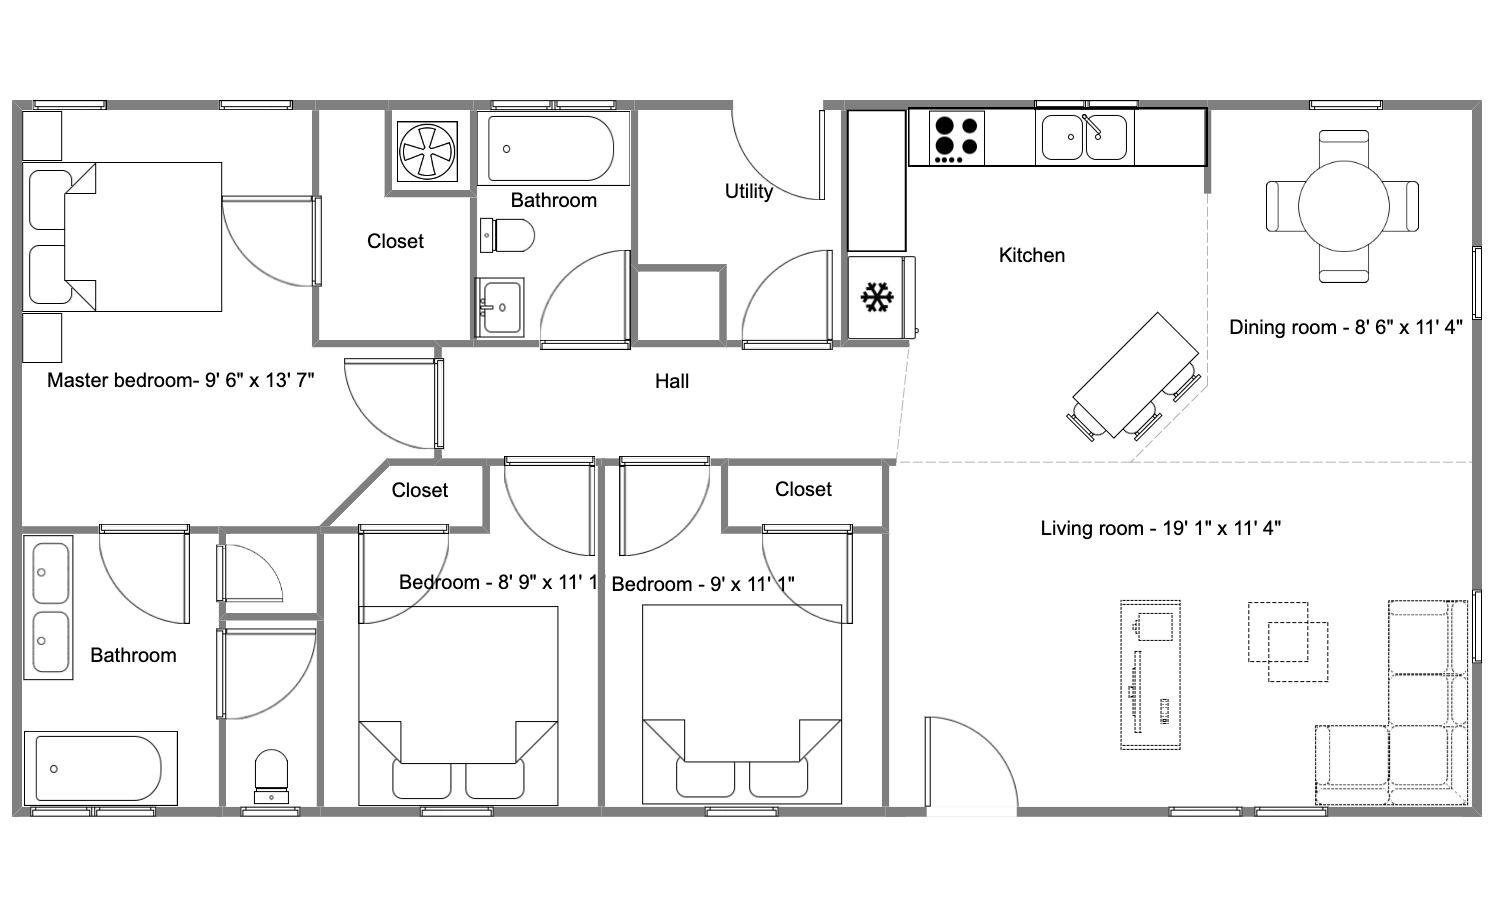 Bathroom
Utility
Closet
Kitchen
Dining room - 8' 6" x 11' 4"
Master bedroom- 9' 6" x 13' 7"
Hall
Closet
Closet
Living room - 19' 1" x 11' 4"
Bedroom - 8' 9" x 11' 1
Bedroom - 9' x 11' 1"
Bathroom